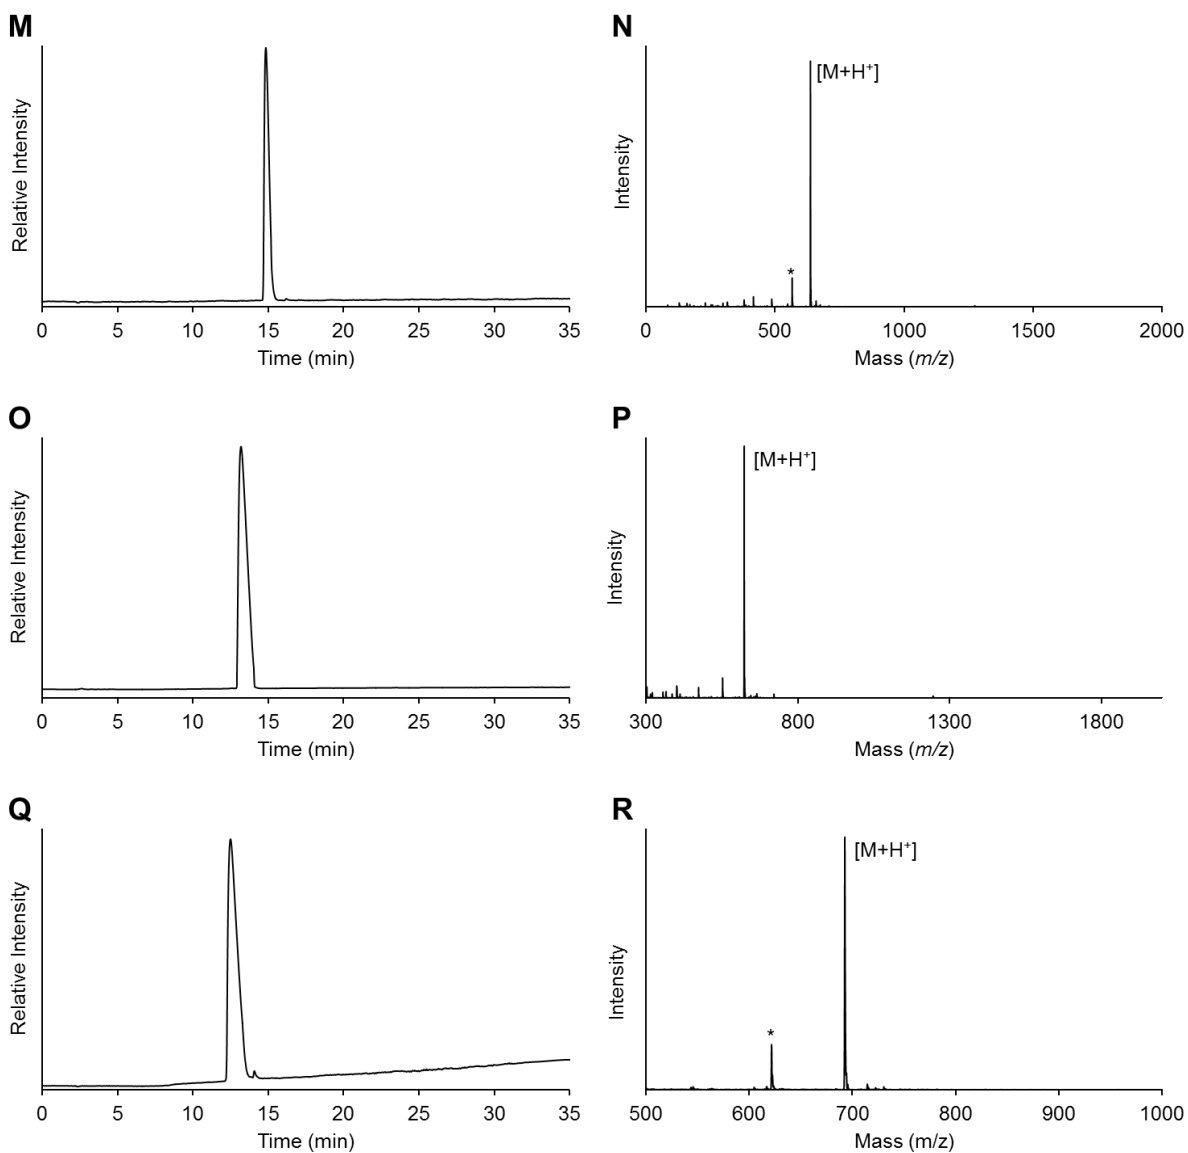 M
Relative Intensity
0 5 10 15 20 25 30 35
Time (min)
N
Intensity
[M+H⁺]
*
0 500 1000 1500 2000
Mass (m/z)
O
Relative Intensity
0 5 10 15 20 25 30 35
Time (min)
P
Intensity
[M+H⁺]
300 800 1300 1800
Mass (m/z)
Q
Relative Intensity
0 5 10 15 20 25 30 35
Time (min)
R
Intensity
[M+H⁺]
*
500 600 700 800 900 1000
Mass (m/z)